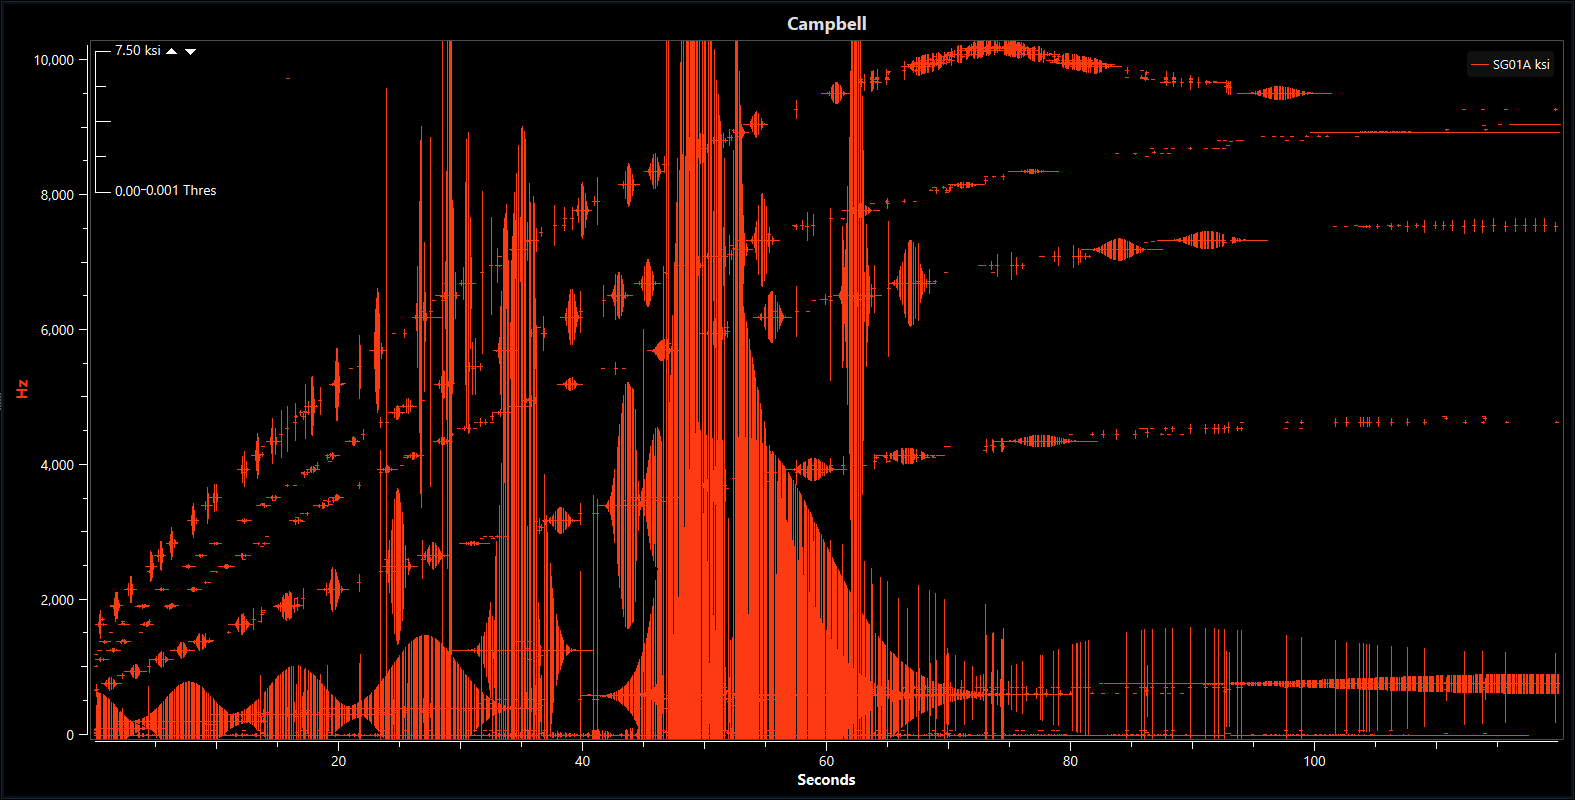 Campbell
7.50 ksi
SG01A ksi
0.00-0.001 Thres
10,000
8,000
6,000
4,000
2,000
0
Hz
20 40 60 80 100
Seconds